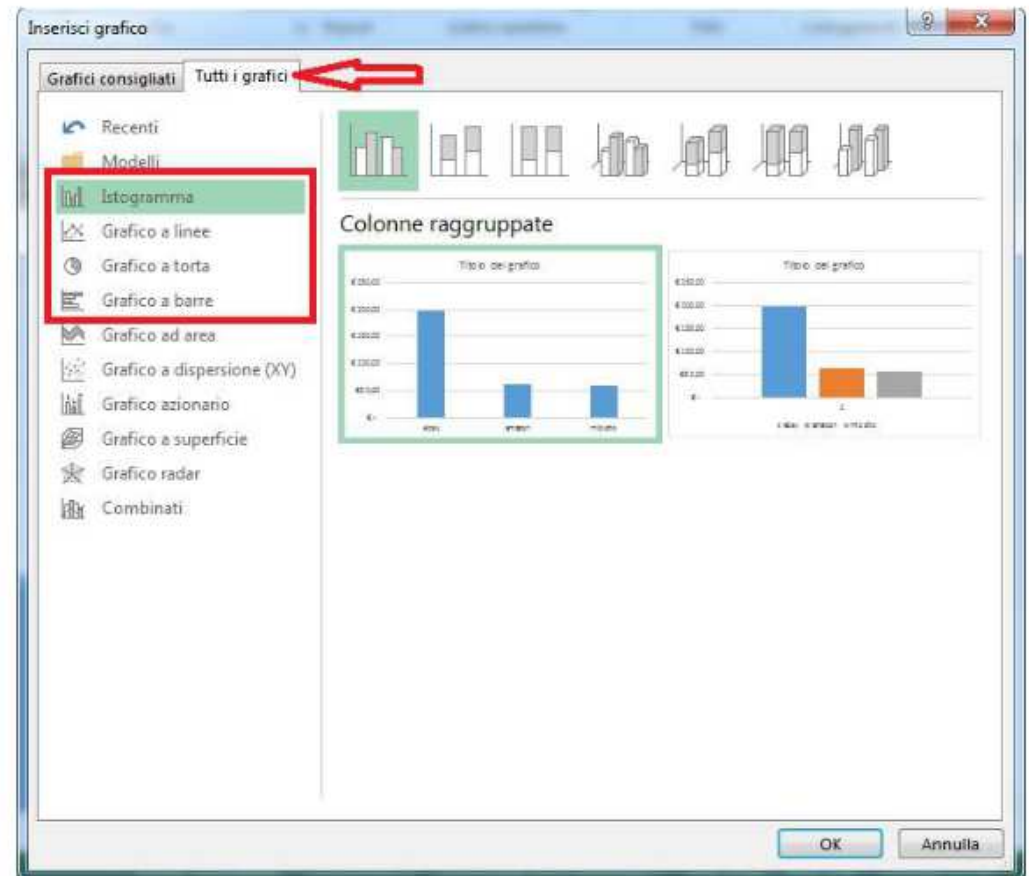 Inserisci grafico
Grafici consigliati
Tutti i grafici
Recenti
Modelli
Istogramma
Grafico a linee
Grafico a torta
Grafico a barre
Grafico ad area
Grafico a dispersione (XY)
Grafico azionario
Grafico a superficie
Grafico radar
Combinati
Colonne raggruppate
Titolo del grafico
Titolo del grafico
OK
Annulla